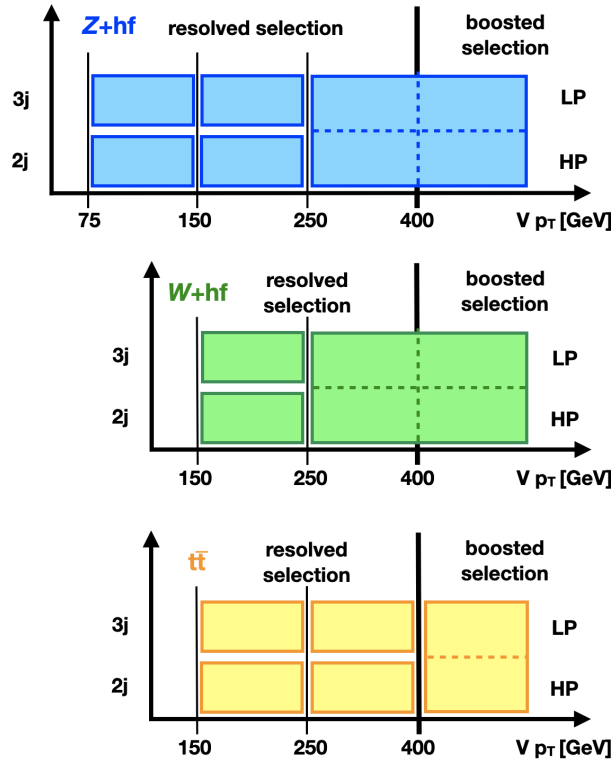 Z+hf resolved selection boosted selection
3j LP
2j HP
75 150 250 400 V pT [GeV]
W+hf resolved selection boosted selection
3j LP
2j HP
150 250 400 V pT [GeV]
tt̄ resolved selection boosted selection
3j LP
2j HP
150 250 400 V pT [GeV]